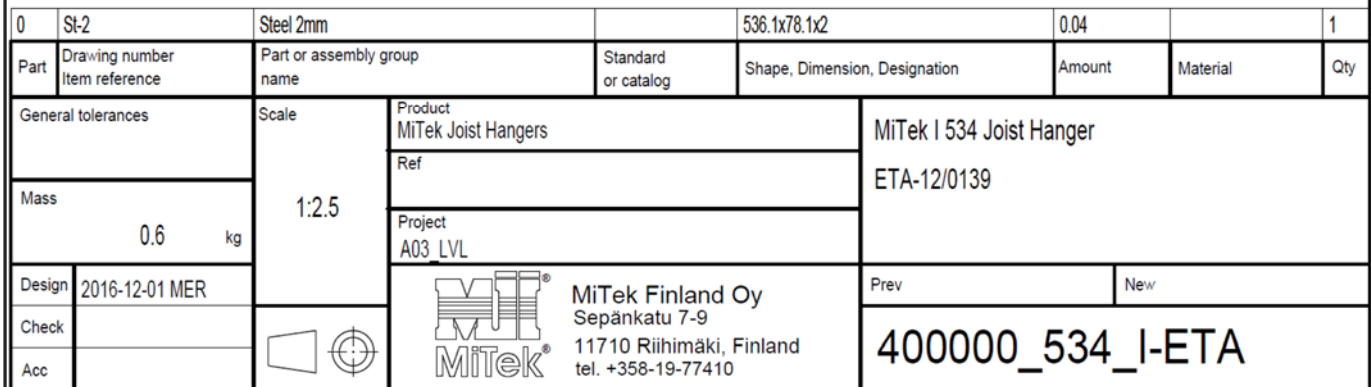 0 St-2 Steel 2mm 536.1x78.1x2 0.04 1
Part Drawing number Item reference Part or assembly group name Standard or catalog Shape, Dimension, Designation Amount Material Qty
General tolerances
Scale
1:2.5
Product
MiTek Joist Hangers
Ref
Project
A03_LVL
MiTek I 534 Joist Hanger
ETA-12/0139
Mass
0.6 kg
Design 2016-12-01 MER
Check
Acc
MiTek®
®
MiTek Finland Oy
Sepänkatu 7-9
11710 Riihimäki, Finland
tel. +358-19-77410
Prev
New
400000_534_I-ETA